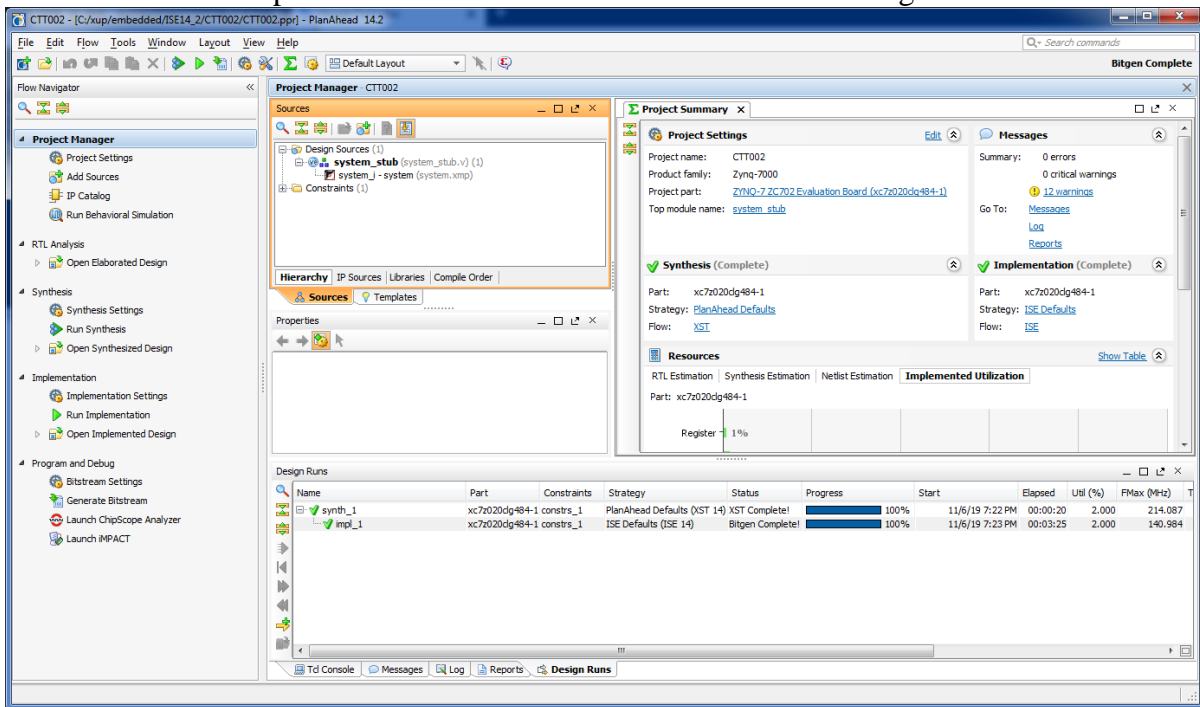 CTT002 - [C:/xup/embedded/ISE14_2/CTT002/CTT002.ppr] - PlanAhead 14.2
File Edit Flow Tools Window Layout View Help
Search commands
Default Layout
Bitgen Complete
Flow Navigator
Project Manager
Project Settings
Add Sources
IP Catalog
Run Behavioral Simulation
RTL Analysis
Open Elaborated Design
Synthesis
Synthesis Settings
Run Synthesis
Open Synthesized Design
Implementation
Implementation Settings
Run Implementation
Open Implemented Design
Program and Debug
Bitstream Settings
Generate Bitstream
Launch ChipScope Analyzer
Launch iMPACT
Project Manager - CTT002
Sources
Design Sources (1)
system_stub (system_stub.v) (1)
system_i - system (system.xmp)
Constraints (1)
Hierarchy IP Sources Libraries Compile Order
Sources Templates
Properties
Project Summary
Project Settings Edit
Project name: CTT002
Product family: Zynq-7000
Project part: ZYNQ-7 ZC702 Evaluation Board (xc7z020clg484-1)
Top module name: system_stub
Messages
Summary: 0 errors
0 critical warnings
12 warnings
Go To: Messages
Log
Reports
Synthesis (Complete)
Part: xc7z020clg484-1
Strategy: PlanAhead Defaults
Flow: XST
Implementation (Complete)
Part: xc7z020clg484-1
Strategy: ISE Defaults
Flow: ISE
Resources Show Table
RTL Estimation Synthesis Estimation Netlist Estimation Implemented Utilization
Part: xc7z020clg484-1
Register 1%
Design Runs
Name Part Constraints Strategy Status Progress Start Elapsed Util (%) FMax (MHz) T
synth_1 xc7z020clg484-1 constrs_1 PlanAhead Defaults (XST 14) XST Complete! 100% 11/6/19 7:22 PM 00:00:20 2.000 214.087
impl_1 xc7z020clg484-1 constrs_1 ISE Defaults (ISE 14) Bitgen Complete! 100% 11/6/19 7:23 PM 00:03:25 2.000 140.984
Tcl Console Messages Log Reports Design Runs